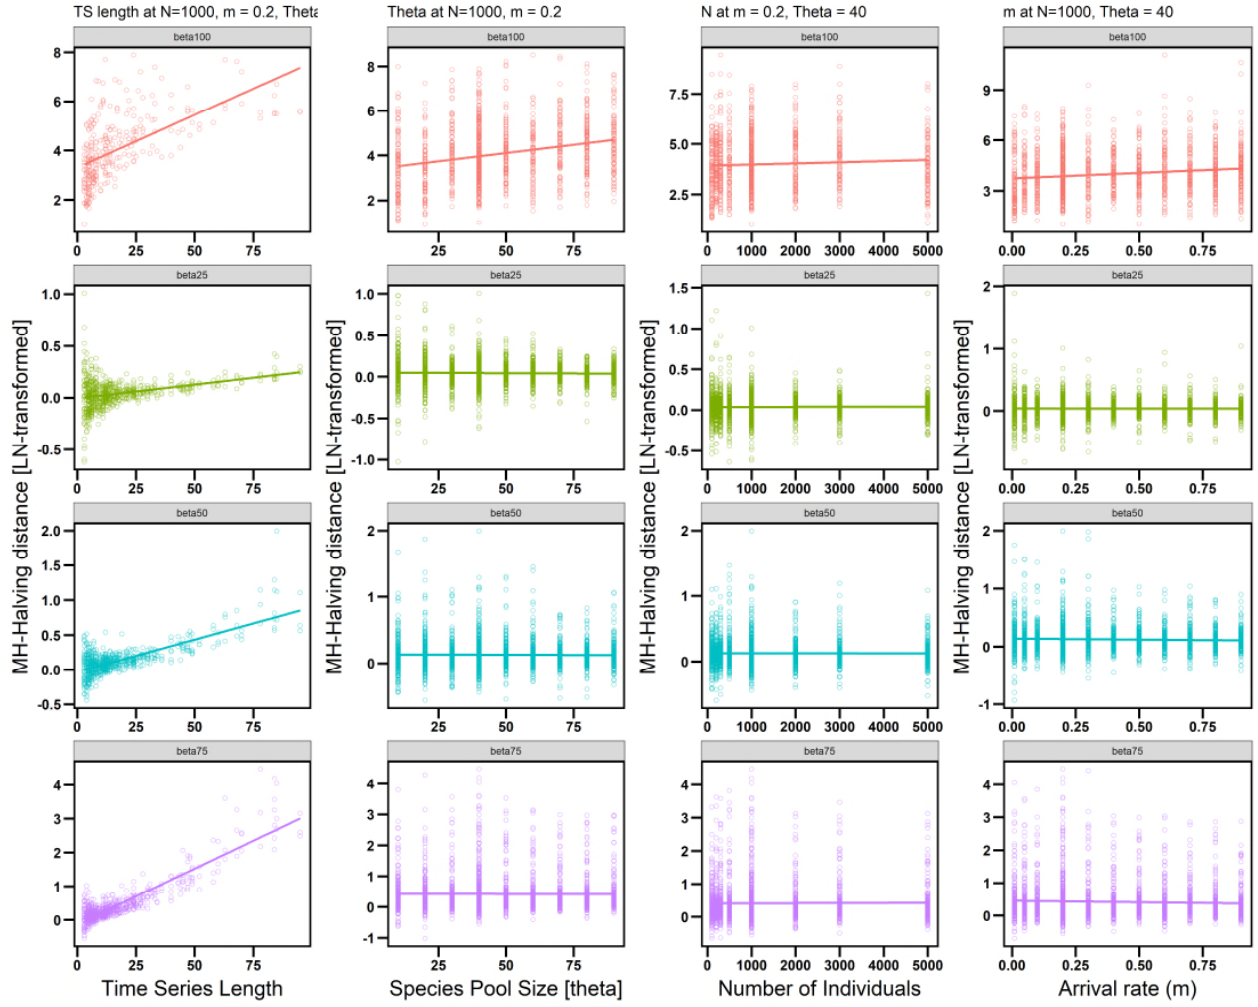 TS length at N=1000, m = 0.2, Theta
Theta at N=1000, m = 0.2
N at m = 0.2, Theta = 40
m at N=1000, Theta = 40
beta100
beta100
beta100
beta100
8
6
4
2
0 25 50 75
8
6
4
2
25 50 75
7.5
5.0
2.5
0 1000 2000 3000 4000 5000
9
6
3
0.00 0.25 0.50 0.75
beta25
beta25
beta25
beta25
1.0
0.5
0.0
-0.5
0 25 50 75
1.0
0.5
0.0
-0.5
-1.0
25 50 75
1.5
1.0
0.5
0.0
-0.5
0 1000 2000 3000 4000 5000
2
1
0
0.00 0.25 0.50 0.75
MH-Halving distance [LN-transformed]
MH-Halving distance [LN-transformed]
MH-Halving distance [LN-transformed]
MH-Halving distance [LN-transformed]
beta50
beta50
beta50
beta50
2.0
1.5
1.0
0.5
0.0
-0.5
0 25 50 75
2
1
0
25 50 75
2
1
0
0 1000 2000 3000 4000 5000
2
1
0
-1
0.00 0.25 0.50 0.75
beta75
beta75
beta75
beta75
4
3
2
1
0
0 25 50 75
4
3
2
1
0
-1
25 50 75
4
3
2
1
0
0 1000 2000 3000 4000 5000
4
3
2
1
0
0.00 0.25 0.50 0.75
Time Series Length
Species Pool Size [theta]
Number of Individuals
Arrival rate (m)